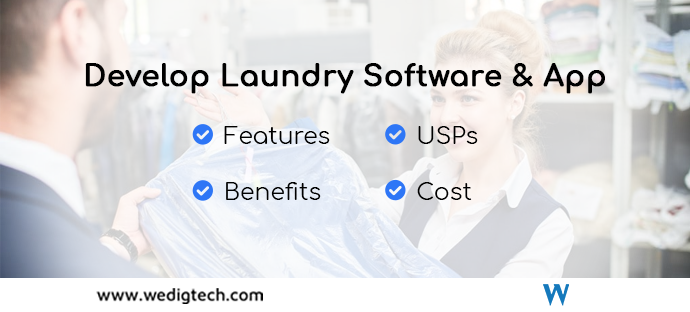 Develop Laundry Software & App
Features
USPs
Benefits
Cost
www.wedigtech.com
W